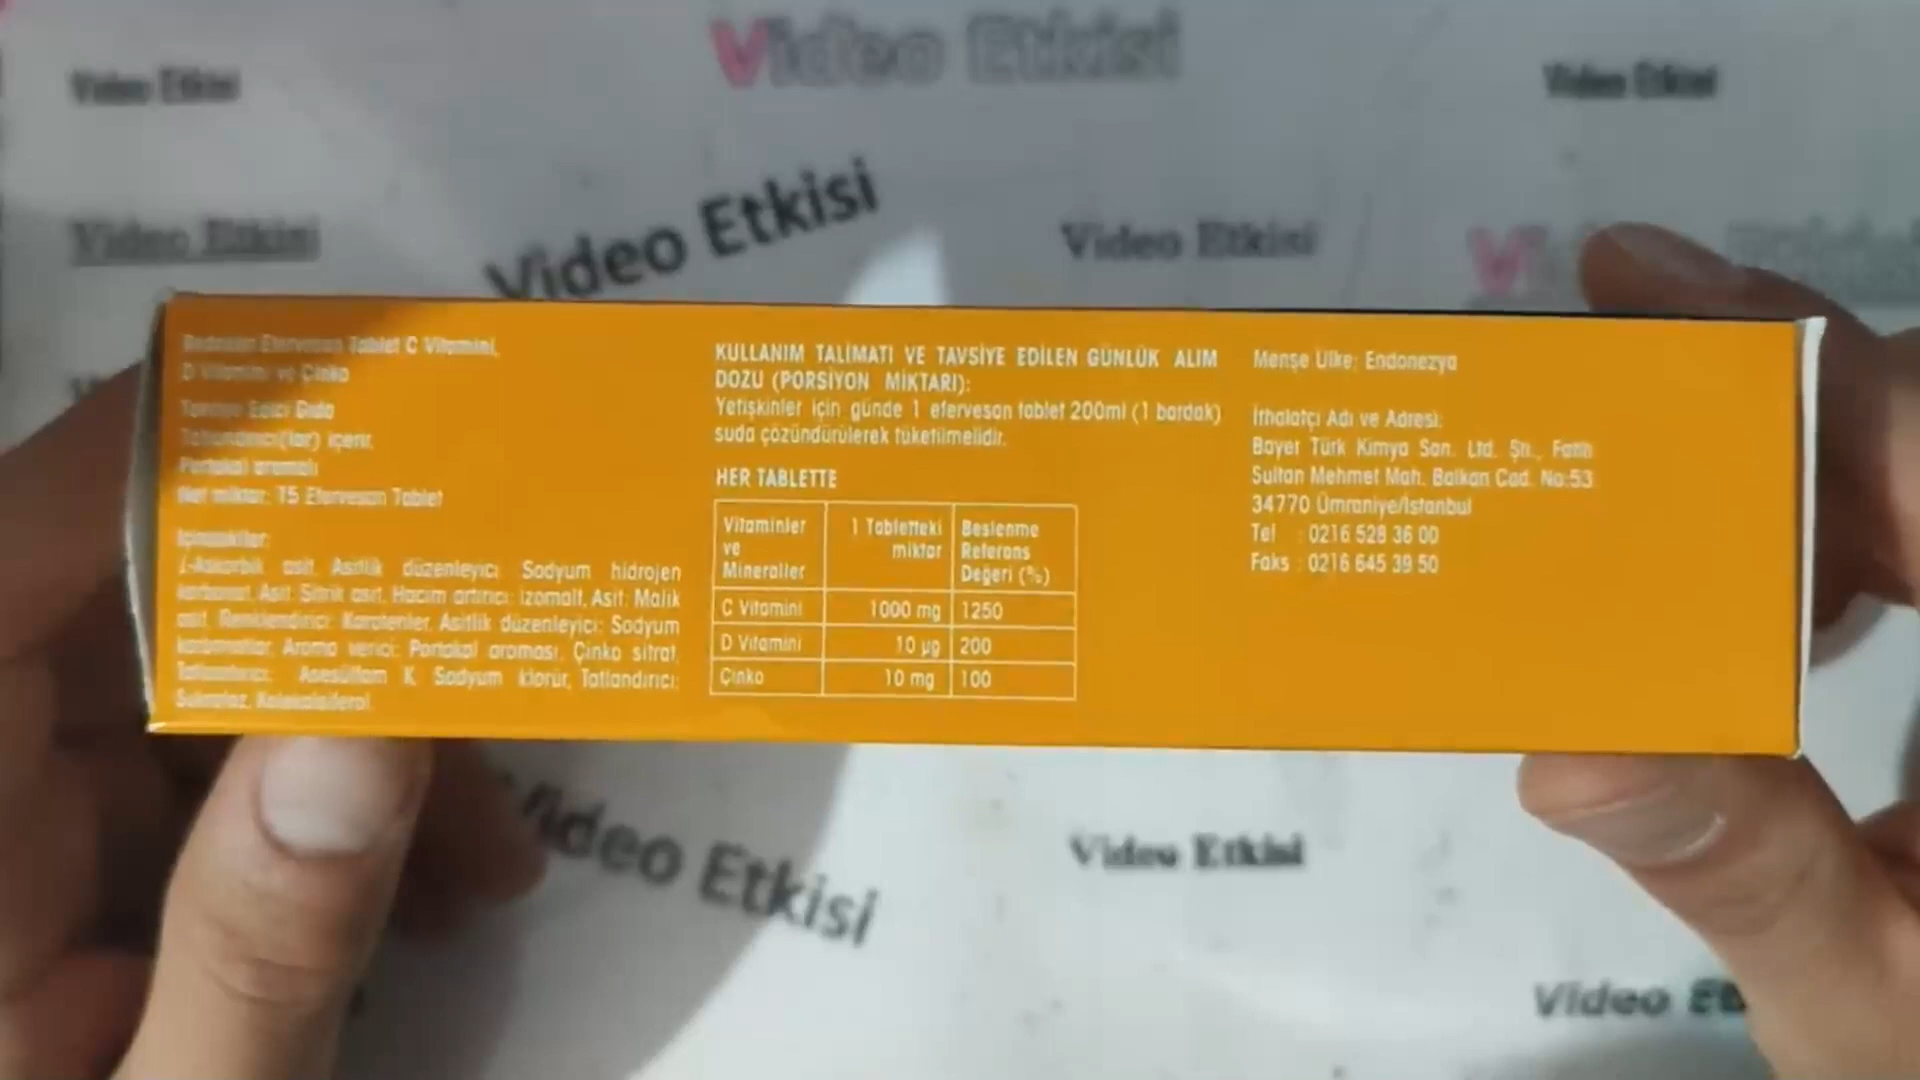 Video Etkisi
Video Etkisi
Video Etkisi
Video Etkisi
Video Etkisi
Video Etkisi
Vi
Efervesan Tablet C Vitamini,
D Vitamini ve Çinko
Takviye Edici Gıda
Tatlandırıcı(lar) içerir.
Portakal aromalı
Net miktar: 15 Efervesan Tablet
İçindekiler:
L-Askorbik asit, Asitlik düzenleyici: Sodyum hidrojen
karbonat, Asit: Sitrik asit, Hacim artırıcı: İzomalt, Asit: Malik
asit, Renklendirici: Karotenler, Asitlik düzenleyici: Sodyum
karbonatlar, Aroma verici: Portakal aroması, Çinko sitrat,
Tatlandırıcı: Asesülfam K, Sodyum klorür, Tatlandırıcı:
Sukraloz, Kolekalsiferol
KULLANIM TALİMATI VE TAVSİYE EDİLEN GÜNLÜK ALIM
DOZU (PORSİYON MİKTARI):
Yetişkinler için günde 1 efervesan tablet 200ml (1 bardak)
suda çözündürülerek tüketilmelidir.
HER TABLETTE
Vitaminler ve Mineraller 1 Tabletteki miktar Beslenme Referans Değeri (%)
C Vitamini 1000 mg 1250
D Vitamini 10 µg 200
Çinko 10 mg 100
Menşe Ülke: Endonezya
İthalatçı Adı ve Adresi:
Bayer Türk Kimya San. Ltd. Şti., Fatih
Sultan Mehmet Mah. Balkan Cad. No:53
34770 Ümraniye/İstanbul
Tel : 0216 528 36 00
Faks : 0216 645 39 50
Video Etkisi
Video Etkisi
Video